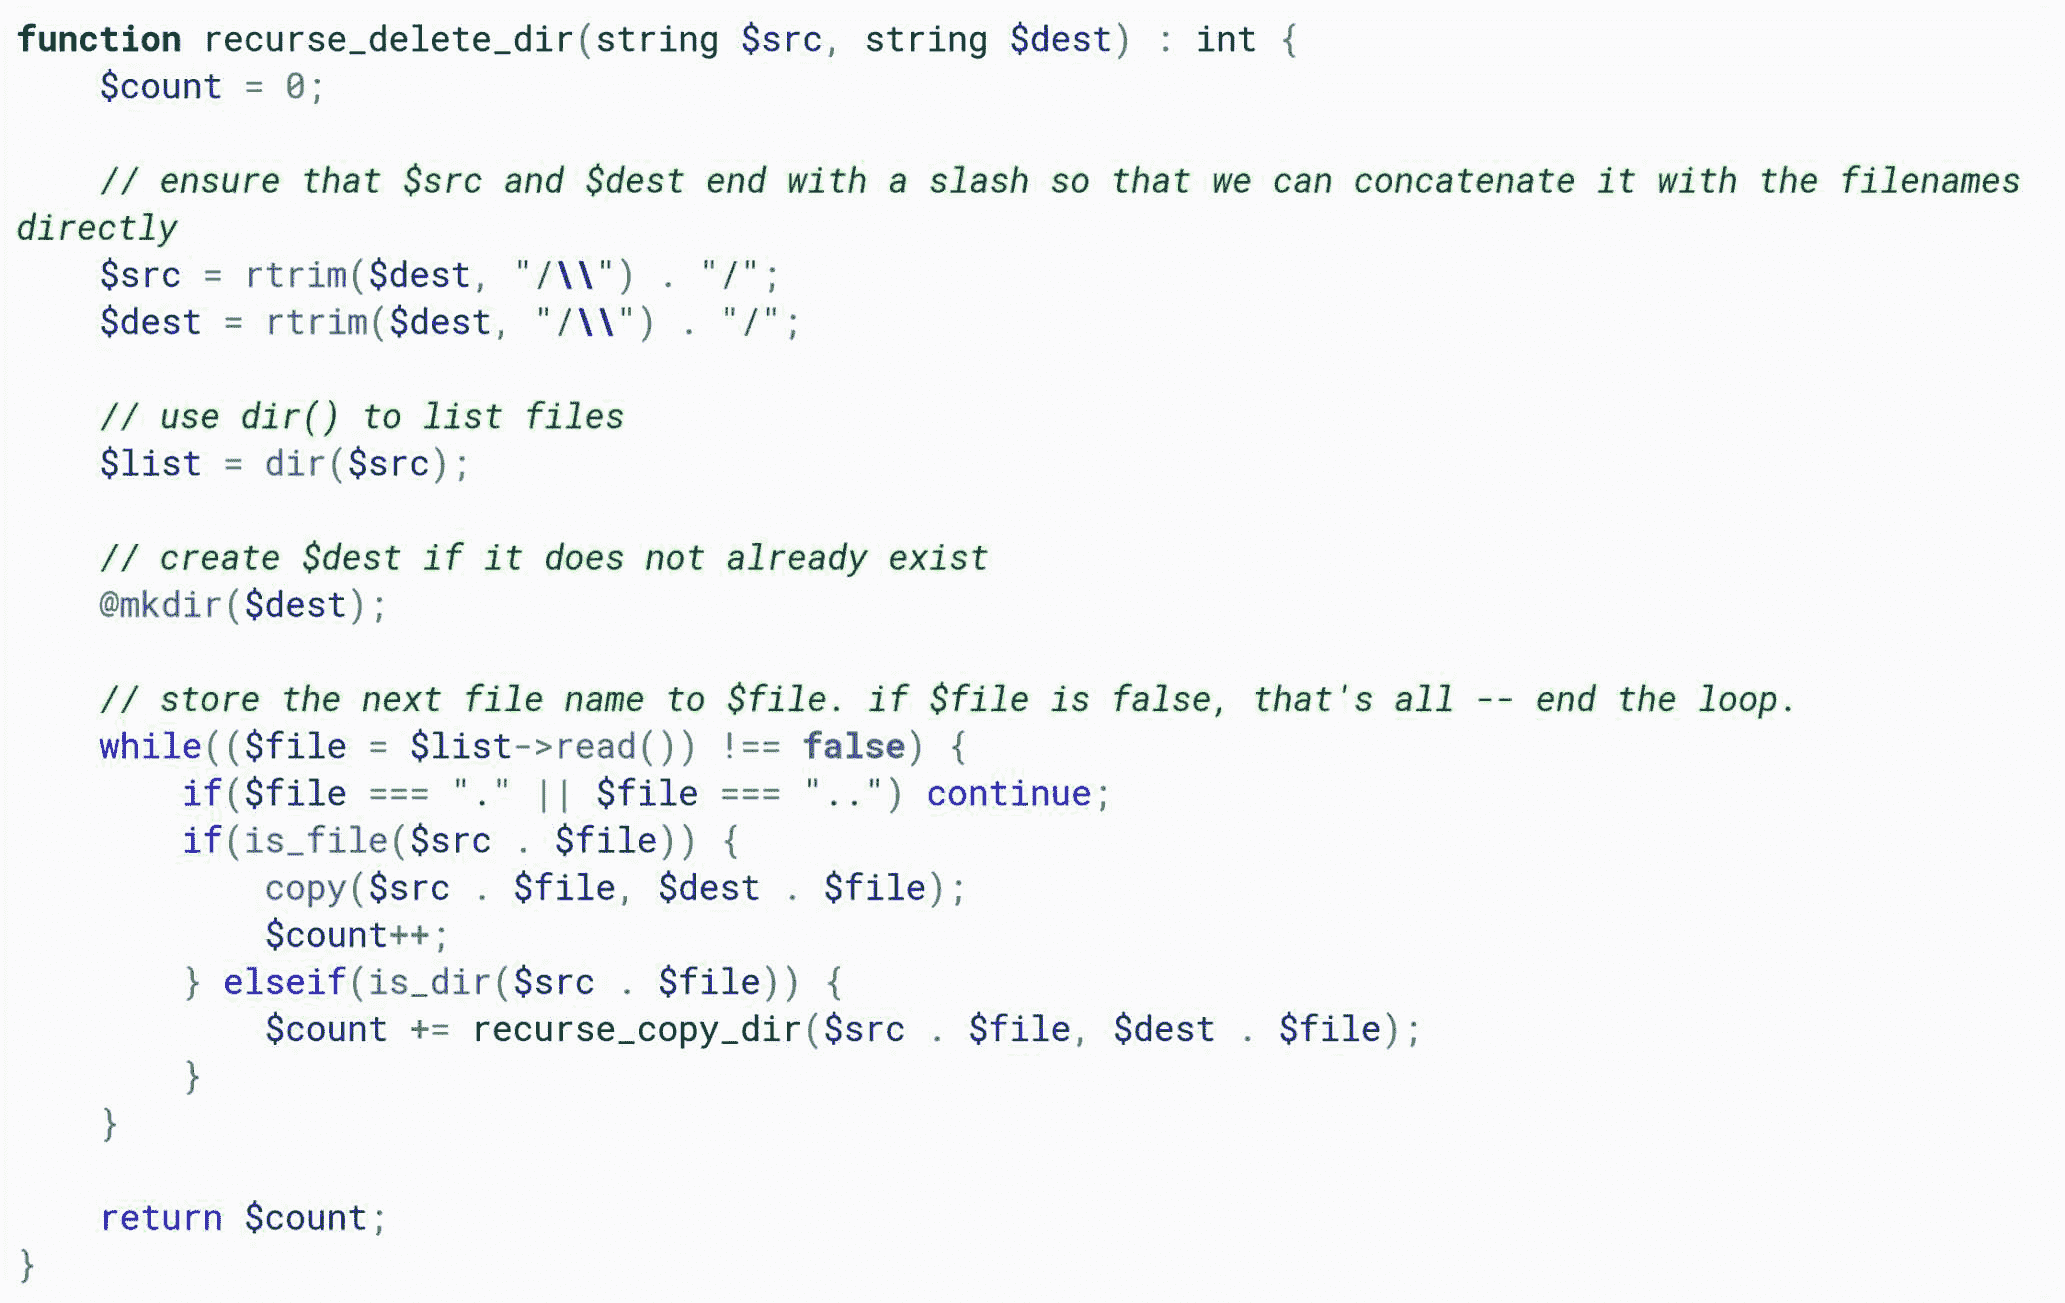 function recurse_delete_dir(string $src, string $dest) : int {
    $count = 0;

    // ensure that $src and $dest end with a slash so that we can concatenate it with the filenames
directly
    $src = rtrim($dest, "/\\") . "/";
    $dest = rtrim($dest, "/\\") . "/";

    // use dir() to list files
    $list = dir($src);

    // create $dest if it does not already exist
    @mkdir($dest);

    // store the next file name to $file. if $file is false, that's all -- end the loop.
    while(($file = $list->read()) !== false) {
        if($file === "." || $file === "..") continue;
        if(is_file($src . $file)) {
            copy($src . $file, $dest . $file);
            $count++;
        } elseif(is_dir($src . $file)) {
            $count += recurse_copy_dir($src . $file, $dest . $file);
        }
    }

    return $count;
}